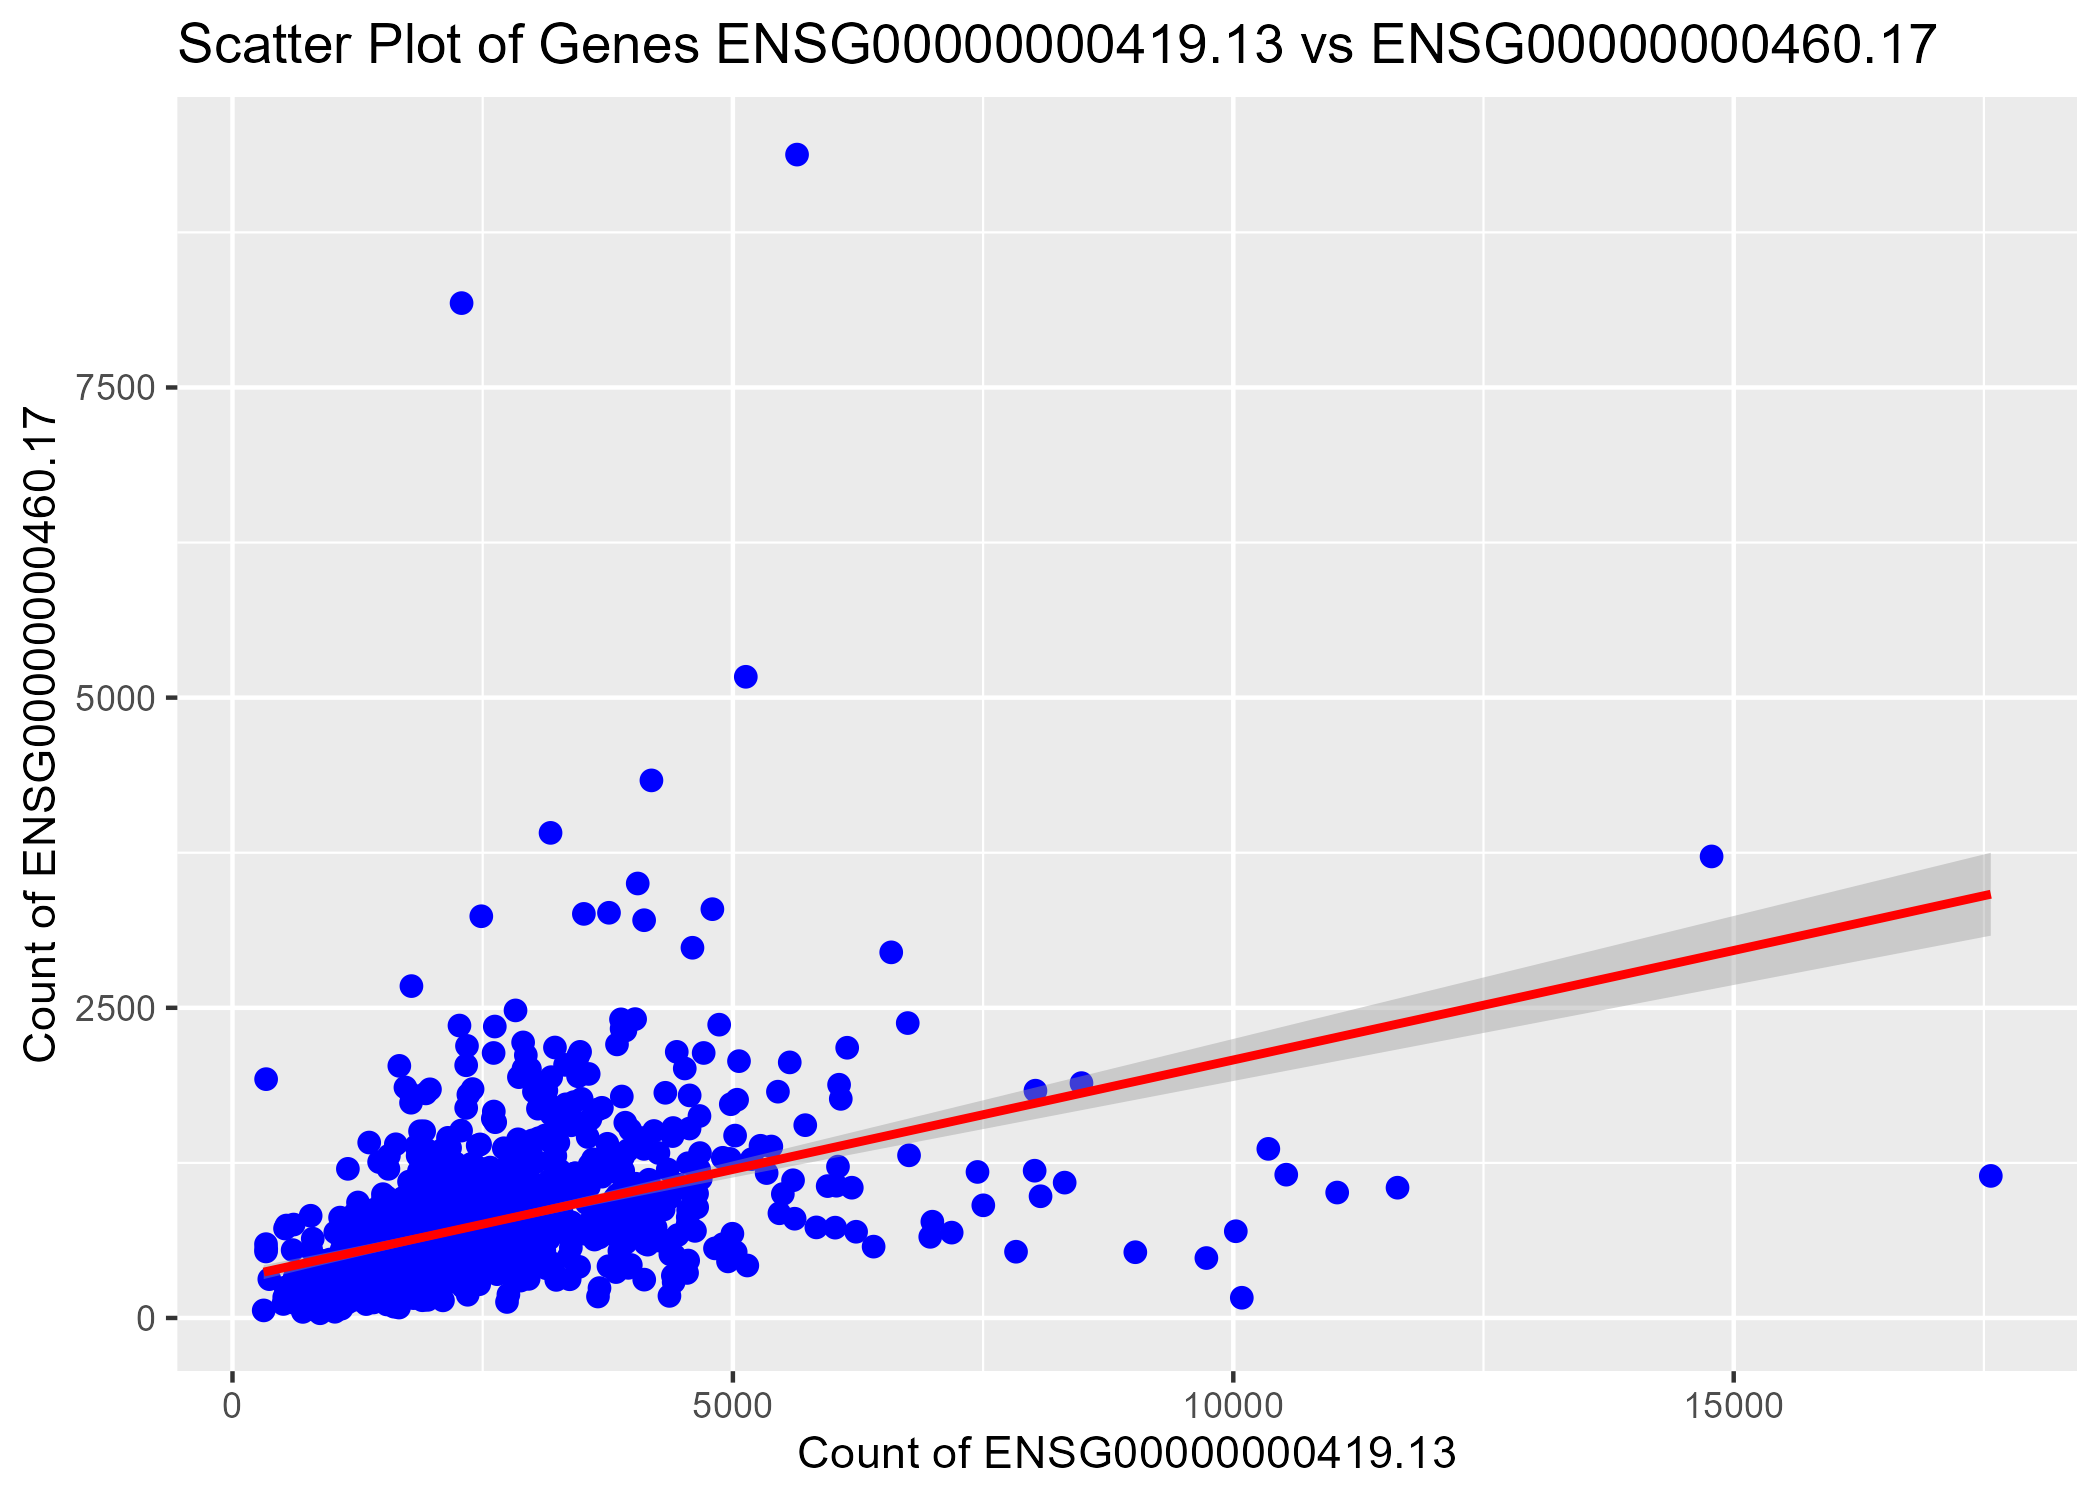 Scatter Plot of Genes ENSG00000000419.13 vs ENSG00000000460.17
Count of ENSG00000000460.17
7500
5000
2500
0
0 5000 10000 15000
Count of ENSG00000000419.13